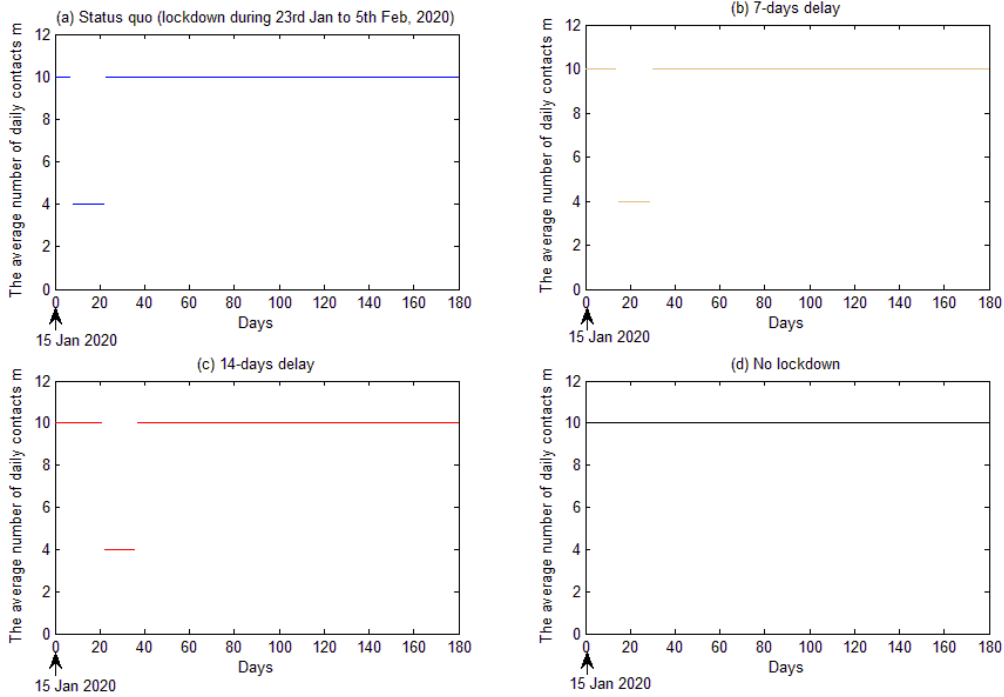 (a) Status quo (lockdown during 23rd Jan to 5th Feb, 2020)
The average number of daily contacts m
12
10
8
6
4
2
0
0 20 40 60 80 100 120 140 160 180
Days
15 Jan 2020
(b) 7-days delay
The average number of daily contacts m
12
10
8
6
4
2
0
0 20 40 60 80 100 120 140 160 180
Days
15 Jan 2020
(c) 14-days delay
The average number of daily contacts m
12
10
8
6
4
2
0
0 20 40 60 80 100 120 140 160 180
Days
15 Jan 2020
(d) No lockdown
The average number of daily contacts m
12
10
8
6
4
2
0
0 20 40 60 80 100 120 140 160 180
Days
15 Jan 2020